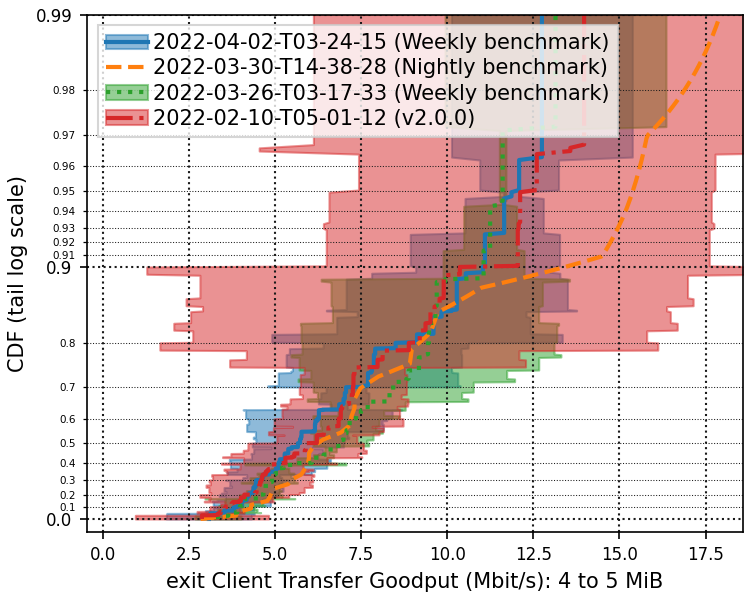 0.99
2022-04-02-T03-24-15 (Weekly benchmark)
2022-03-30-T14-38-28 (Nightly benchmark)
2022-03-26-T03-17-33 (Weekly benchmark)
2022-02-10-T05-01-12 (v2.0.0)
0.98
0.97
0.96
0.95
0.94
0.93
0.92
0.91
0.9
0.8
0.7
0.6
0.5
0.4
0.3
0.2
0.1
0.0
CDF (tail log scale)
0.0 2.5 5.0 7.5 10.0 12.5 15.0 17.5
exit Client Transfer Goodput (Mbit/s): 4 to 5 MiB